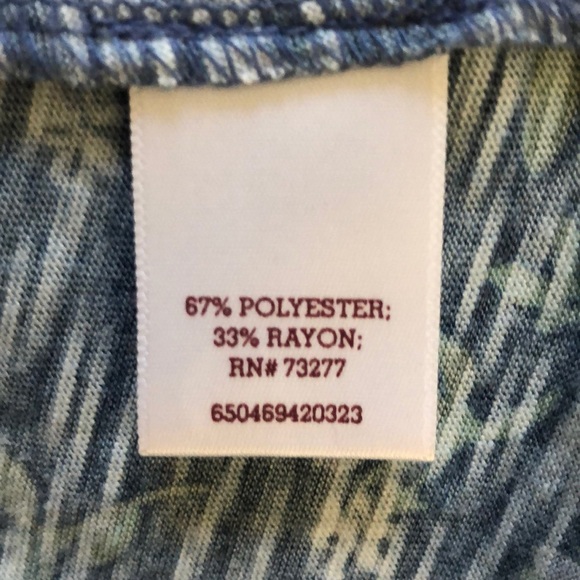 67% POLYESTER;
33% RAYON;
RN# 73277
650469420323